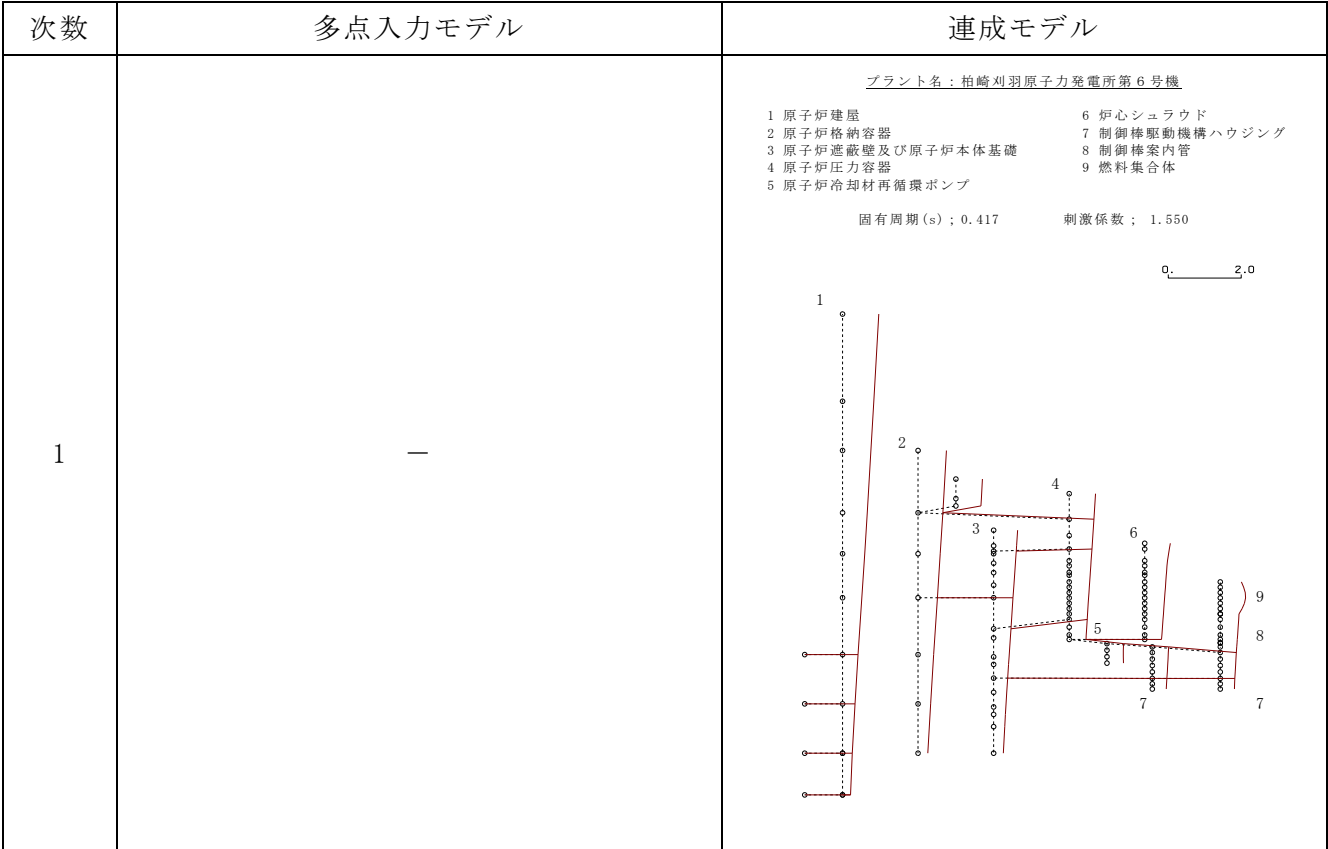 次数 多点入力モデル 連成モデル
プラント名：柏崎刈羽原子力発電所第６号機
1 原子炉建屋 6 炉心シュラウド
2 原子炉格納容器 7 制御棒駆動機構ハウジング
3 原子炉遮蔽壁及び原子炉本体基礎 8 制御棒案内管
4 原子炉圧力容器 9 燃料集合体
5 原子炉冷却材再循環ポンプ
固有周期(s)；0.417 刺激係数； 1.550
0. 2.0
1
2
4
3
6
1 －
9
5
8
7 7